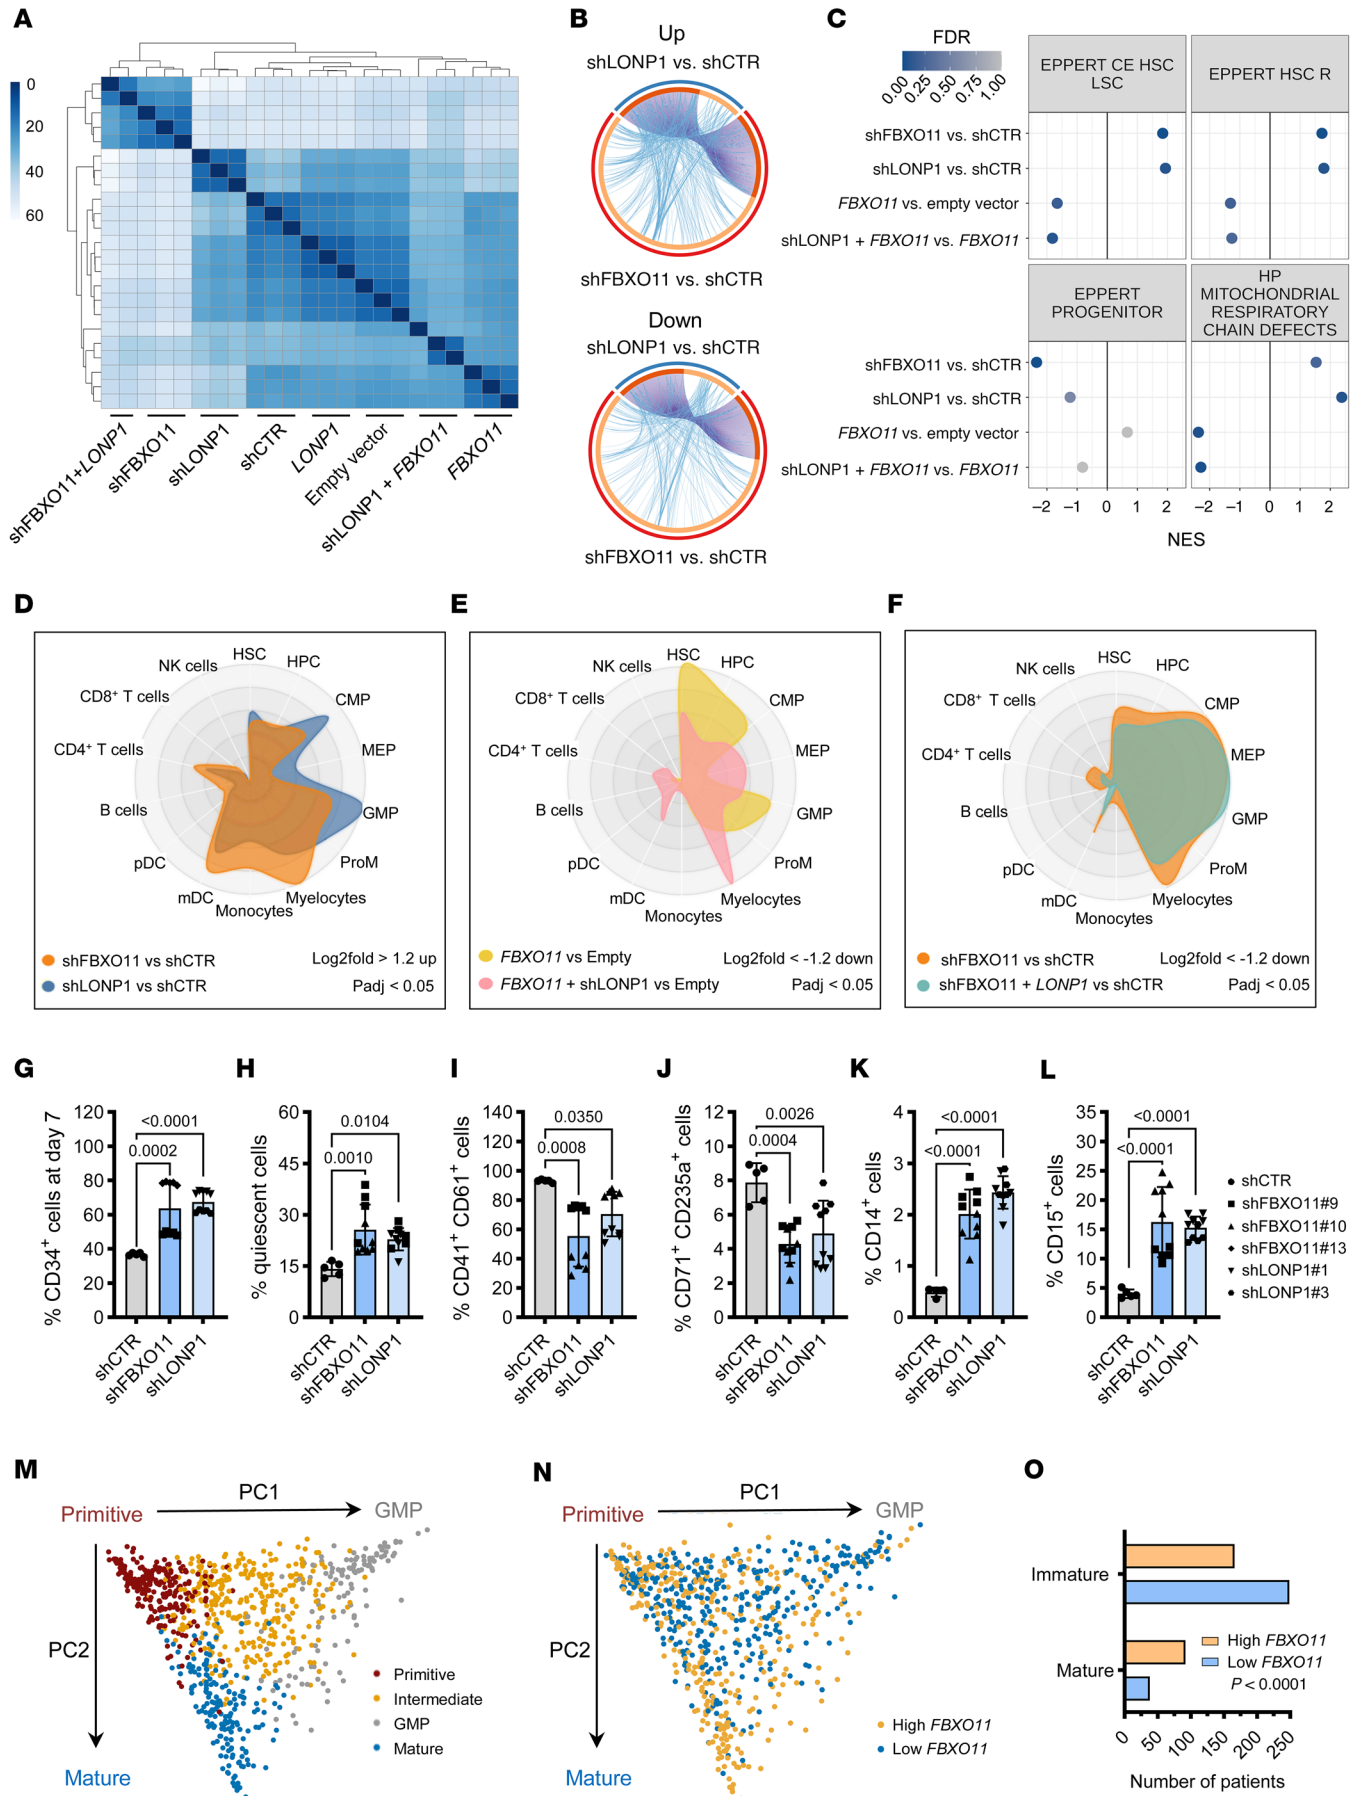 A
0
20
40
60
shFBXO11+LONP1
shFBXO11
shLONP1
shCTR
LONP1
Empty vector
shLONP1 + FBXO11
FBXO11
B
Up
shLONP1 vs. shCTR
shFBXO11 vs. shCTR
Down
shLONP1 vs. shCTR
shFBXO11 vs. shCTR
C
FDR
0.00
0.25
0.50
0.75
1.00
EPPERT CE HSC
LSC
EPPERT HSC R
shFBXO11 vs. shCTR
shLONP1 vs. shCTR
FBXO11 vs. empty vector
shLONP1 + FBXO11 vs. FBXO11
EPPERT
PROGENITOR
HP
MITOCHONDRIAL
RESPIRATORY
CHAIN DEFECTS
shFBXO11 vs. shCTR
shLONP1 vs. shCTR
FBXO11 vs. empty vector
shLONP1 + FBXO11 vs. FBXO11
−2 −1 0 1 2
−2 −1 0 1 2
NES
D
HSC
HPC
CMP
MEP
GMP
ProM
Myelocytes
Monocytes
mDC
pDC
B cells
CD4+ T cells
CD8+ T cells
NK cells
shFBXO11 vs shCTR
Log2fold > 1.2 up
shLONP1 vs shCTR
Padj < 0.05
E
HSC
HPC
CMP
MEP
GMP
ProM
Myelocytes
Monocytes
mDC
pDC
B cells
CD4+ T cells
CD8+ T cells
NK cells
FBXO11 vs Empty
Log2fold < -1.2 down
FBXO11 + shLONP1 vs Empty
Padj < 0.05
F
HSC
HPC
CMP
MEP
GMP
ProM
Myelocytes
Monocytes
mDC
pDC
B cells
CD4+ T cells
CD8+ T cells
NK cells
shFBXO11 vs shCTR
Log2fold < -1.2 down
shFBXO11 + LONP1 vs shCTR
Padj < 0.05
G
% CD34+ cells at day 7
120
100
80
60
40
20
0
<0.0001
0.0002
shCTR
shFBXO11
shLONP1
H
% quiescent cells
60
45
30
15
0
0.0104
0.0010
shCTR
shFBXO11
shLONP1
I
% CD41+ CD61+ cells
140
120
100
80
60
40
20
0
0.0350
0.0008
shCTR
shFBXO11
shLONP1
J
% CD71+ CD235a+ cells
12
10
8
6
4
2
0
0.0026
0.0004
shCTR
shFBXO11
shLONP1
K
% CD14+ cells
4
3
2
1
0
<0.0001
<0.0001
shCTR
shFBXO11
shLONP1
L
% CD15+ cells
35
30
25
20
15
10
5
0
<0.0001
<0.0001
shCTR
shFBXO11
shLONP1
shCTR
shFBXO11#9
shFBXO11#10
shFBXO11#13
shLONP1#1
shLONP1#3
M
PC1
Primitive
GMP
PC2
Mature
Primitive
Intermediate
GMP
Mature
N
PC1
Primitive
GMP
PC2
Mature
High FBXO11
Low FBXO11
O
Immature
Mature
High FBXO11
Low FBXO11
P < 0.0001
0
50
100
150
200
250
Number of patients